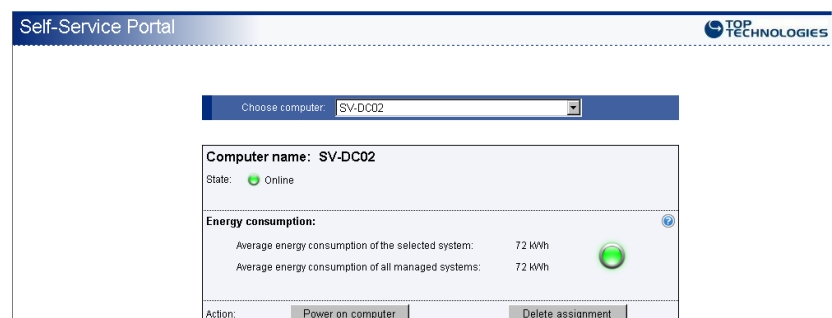 Self-Service Portal
TOP
TECHNOLOGIES
Choose computer: SV-DC02
Computer name: SV-DC02
State: Online
Energy consumption:
Average energy consumption of the selected system: 72 kWh
Average energy consumption of all managed systems: 72 kWh
Action: Power on computer Delete assignment